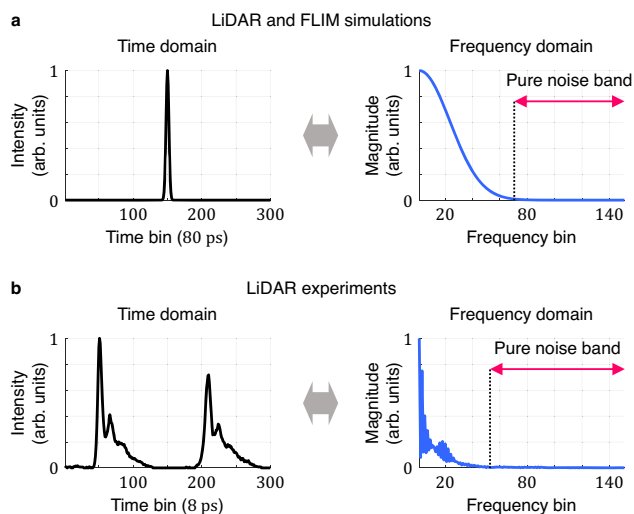 a
LiDAR and FLIM simulations
Time domain
Frequency domain
Pure noise band
1
Intensity
(arb. units)
0
100
200
300
Time bin (80 ps)
1
Magnitude
(arb. units)
0
20
80
140
Frequency bin
b
LiDAR experiments
Time domain
Frequency domain
Pure noise band
1
Intensity
(arb. units)
0
100
200
300
Time bin (8 ps)
1
Magnitude
(arb. units)
0
20
80
140
Frequency bin